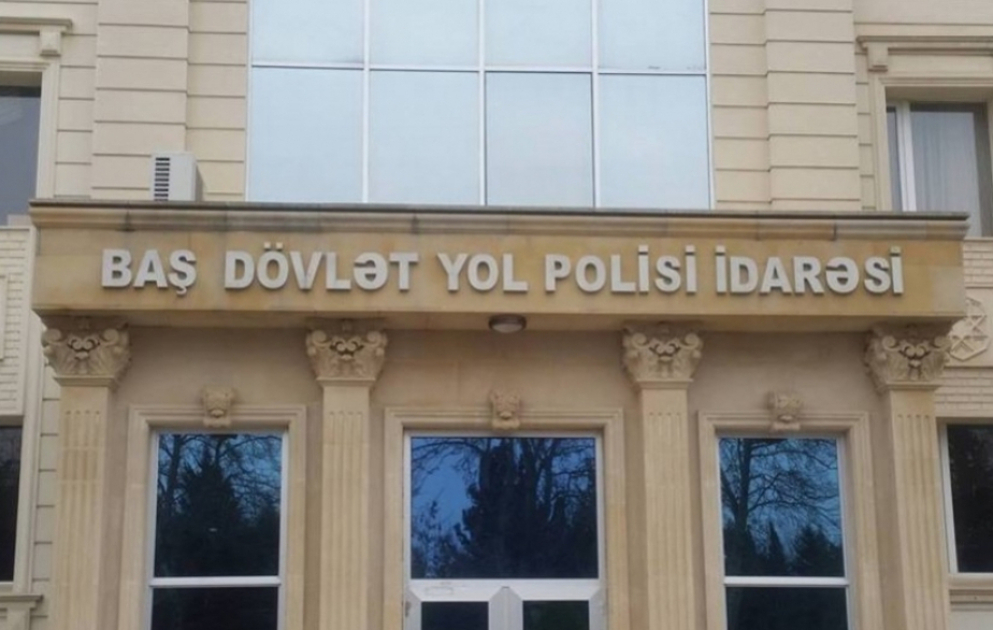 BAŞ DÖVLƏT YOL POLİSİ İDARƏSİ